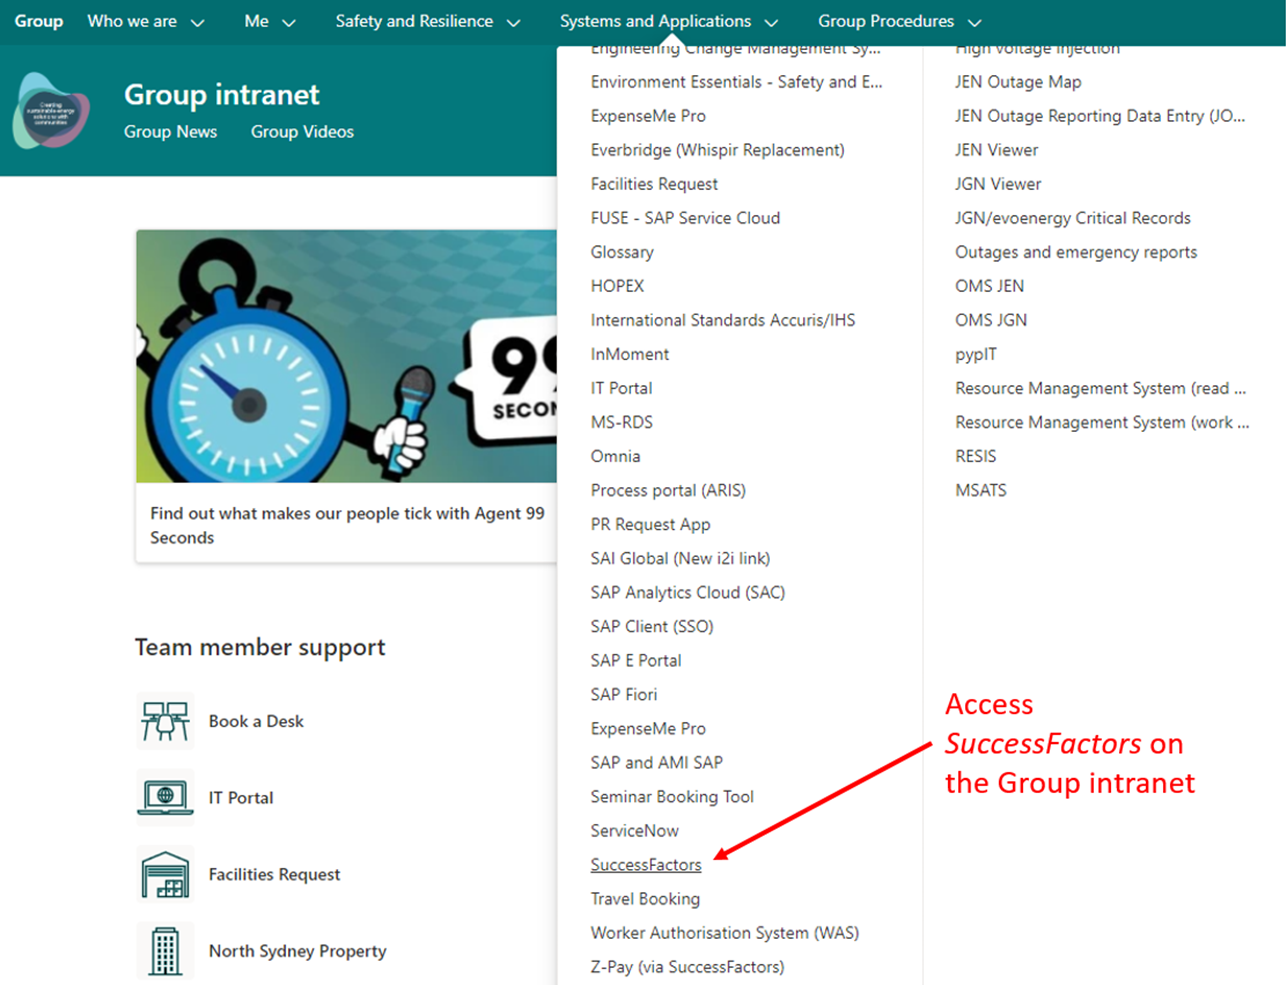 Group
Who we are
Me
Safety and Resilience
Systems and Applications
Group Procedures
Creating
sustainable energy
solutions with
communities
Group intranet
Group News
Group Videos
99
SECON
Find out what makes our people tick with Agent 99
Seconds
Team member support
Book a Desk
IT Portal
Facilities Request
North Sydney Property
Engineering Change Management Sy...
Environment Essentials - Safety and E...
ExpenseMe Pro
Everbridge (Whispir Replacement)
Facilities Request
FUSE - SAP Service Cloud
Glossary
HOPEX
International Standards Accuris/IHS
InMoment
IT Portal
MS-RDS
Omnia
Process portal (ARIS)
PR Request App
SAI Global (New i2i link)
SAP Analytics Cloud (SAC)
SAP Client (SSO)
SAP E Portal
SAP Fiori
ExpenseMe Pro
SAP and AMI SAP
Seminar Booking Tool
ServiceNow
SuccessFactors
Travel Booking
Worker Authorisation System (WAS)
Z-Pay (via SuccessFactors)
High voltage injection
JEN Outage Map
JEN Outage Reporting Data Entry (JO...
JEN Viewer
JGN Viewer
JGN/evoenergy Critical Records
Outages and emergency reports
OMS JEN
OMS JGN
pypIT
Resource Management System (read ...
Resource Management System (work ...
RESIS
MSATS
Access
SuccessFactors on
the Group intranet